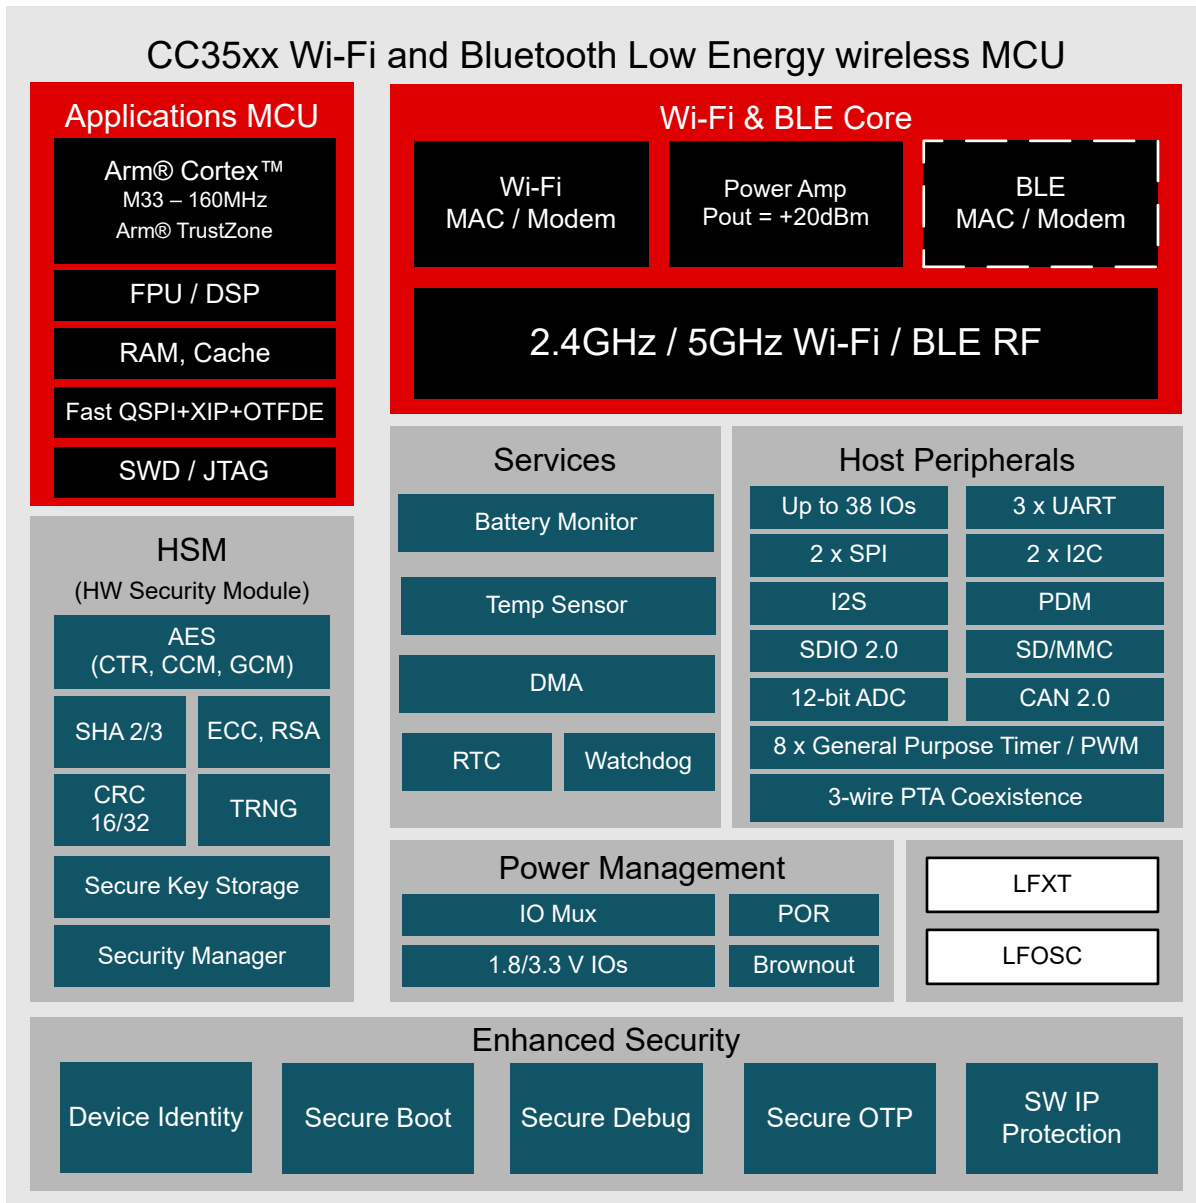 CC35xx Wi-Fi and Bluetooth Low Energy wireless MCU
Applications MCU
Arm® Cortex™
M33 – 160MHz
Arm® TrustZone
FPU / DSP
RAM, Cache
Fast QSPI+XIP+OTFDE
SWD / JTAG
Wi-Fi & BLE Core
Wi-Fi
MAC / Modem
Power Amp
Pout = +20dBm
BLE
MAC / Modem
2.4GHz / 5GHz Wi-Fi / BLE RF
HSM
(HW Security Module)
AES
(CTR, CCM, GCM)
SHA 2/3
ECC, RSA
CRC
16/32
TRNG
Secure Key Storage
Security Manager
Services
Battery Monitor
Temp Sensor
DMA
RTC
Watchdog
Host Peripherals
Up to 38 IOs
3 x UART
2 x SPI
2 x I2C
I2S
PDM
SDIO 2.0
SD/MMC
12-bit ADC
CAN 2.0
8 x General Purpose Timer / PWM
3-wire PTA Coexistence
Power Management
IO Mux
POR
1.8/3.3 V IOs
Brownout
LFXT
LFOSC
Enhanced Security
Device Identity
Secure Boot
Secure Debug
Secure OTP
SW IP
Protection